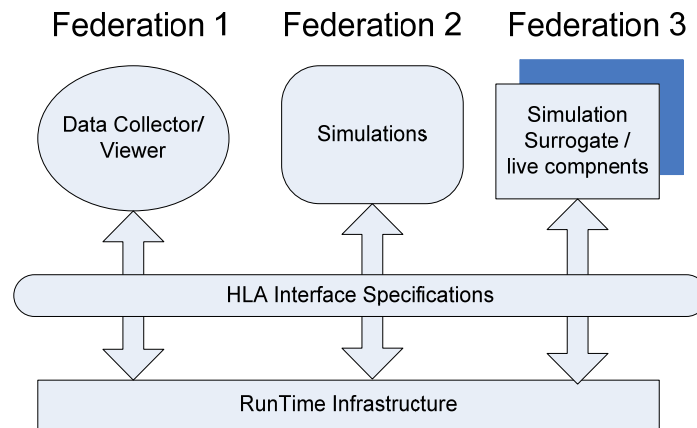 Federation 1
Federation 2
Federation 3
Data Collector/
Viewer
Simulations
Simulation
Surrogate /
live compnents
HLA Interface Specifications
RunTime Infrastructure